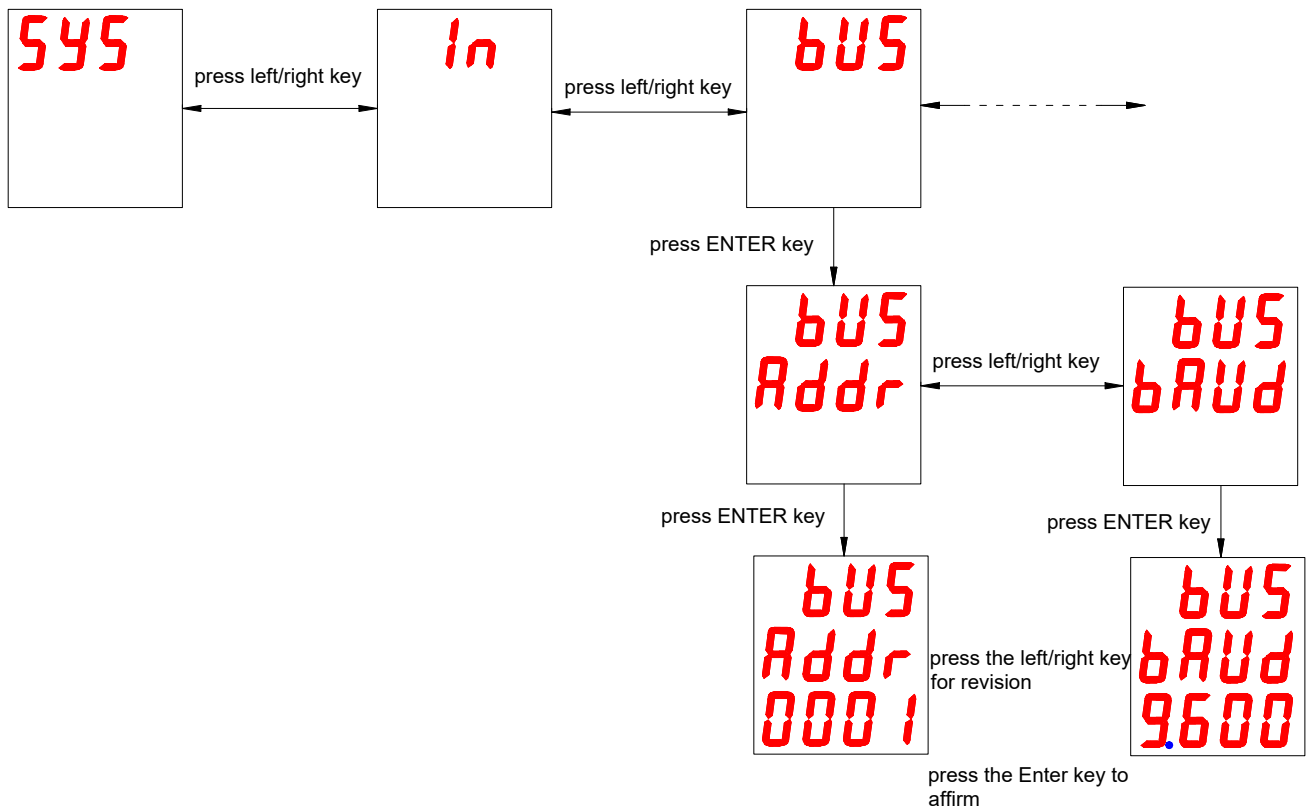 SYS
In
bUS
press left/right key
press left/right key
press ENTER key
bUS
Addr
press left/right key
bUS
bAUd
press ENTER key
press ENTER key
bUS
Addr
0001
press the left/right key
for revision
bUS
bAUd
9.600
press the Enter key to
affirm